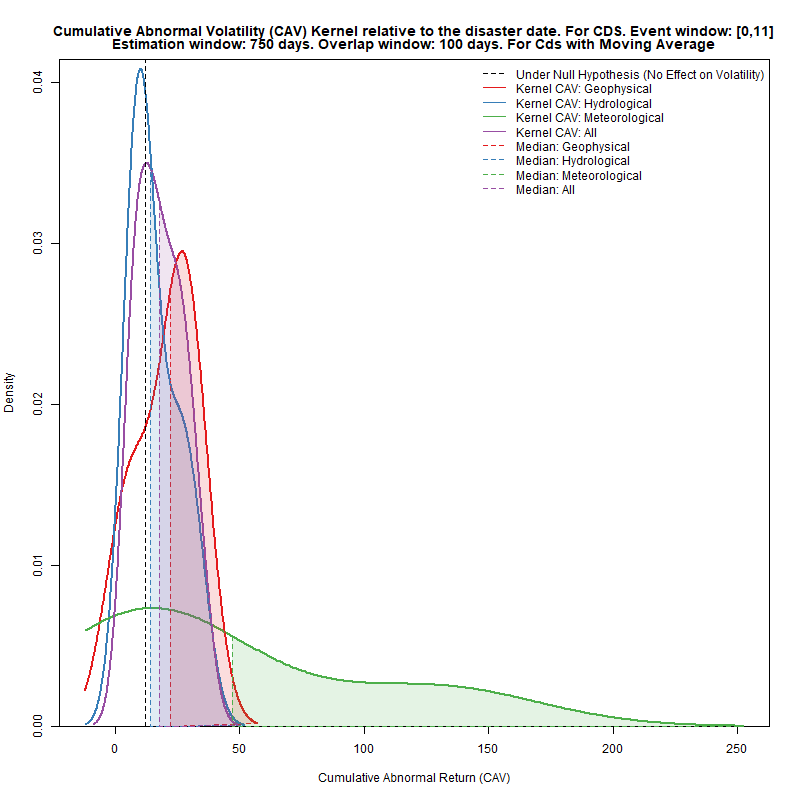 Cumulative Abnormal Volatility (CAV) Kernel relative to the disaster date. For CDS. Event window: [0,11]
Estimation window: 750 days. Overlap window: 100 days. For Cds with Moving Average
Under Null Hypothesis (No Effect on Volatility)
Kernel CAV: Geophysical
Kernel CAV: Hydrological
Kernel CAV: Meteorological
Kernel CAV: All
Median: Geophysical
Median: Hydrological
Median: Meteorological
Median: All
0.04
0.03
0.02
0.01
0.00
Density
0 50 100 150 200 250
Cumulative Abnormal Return (CAV)